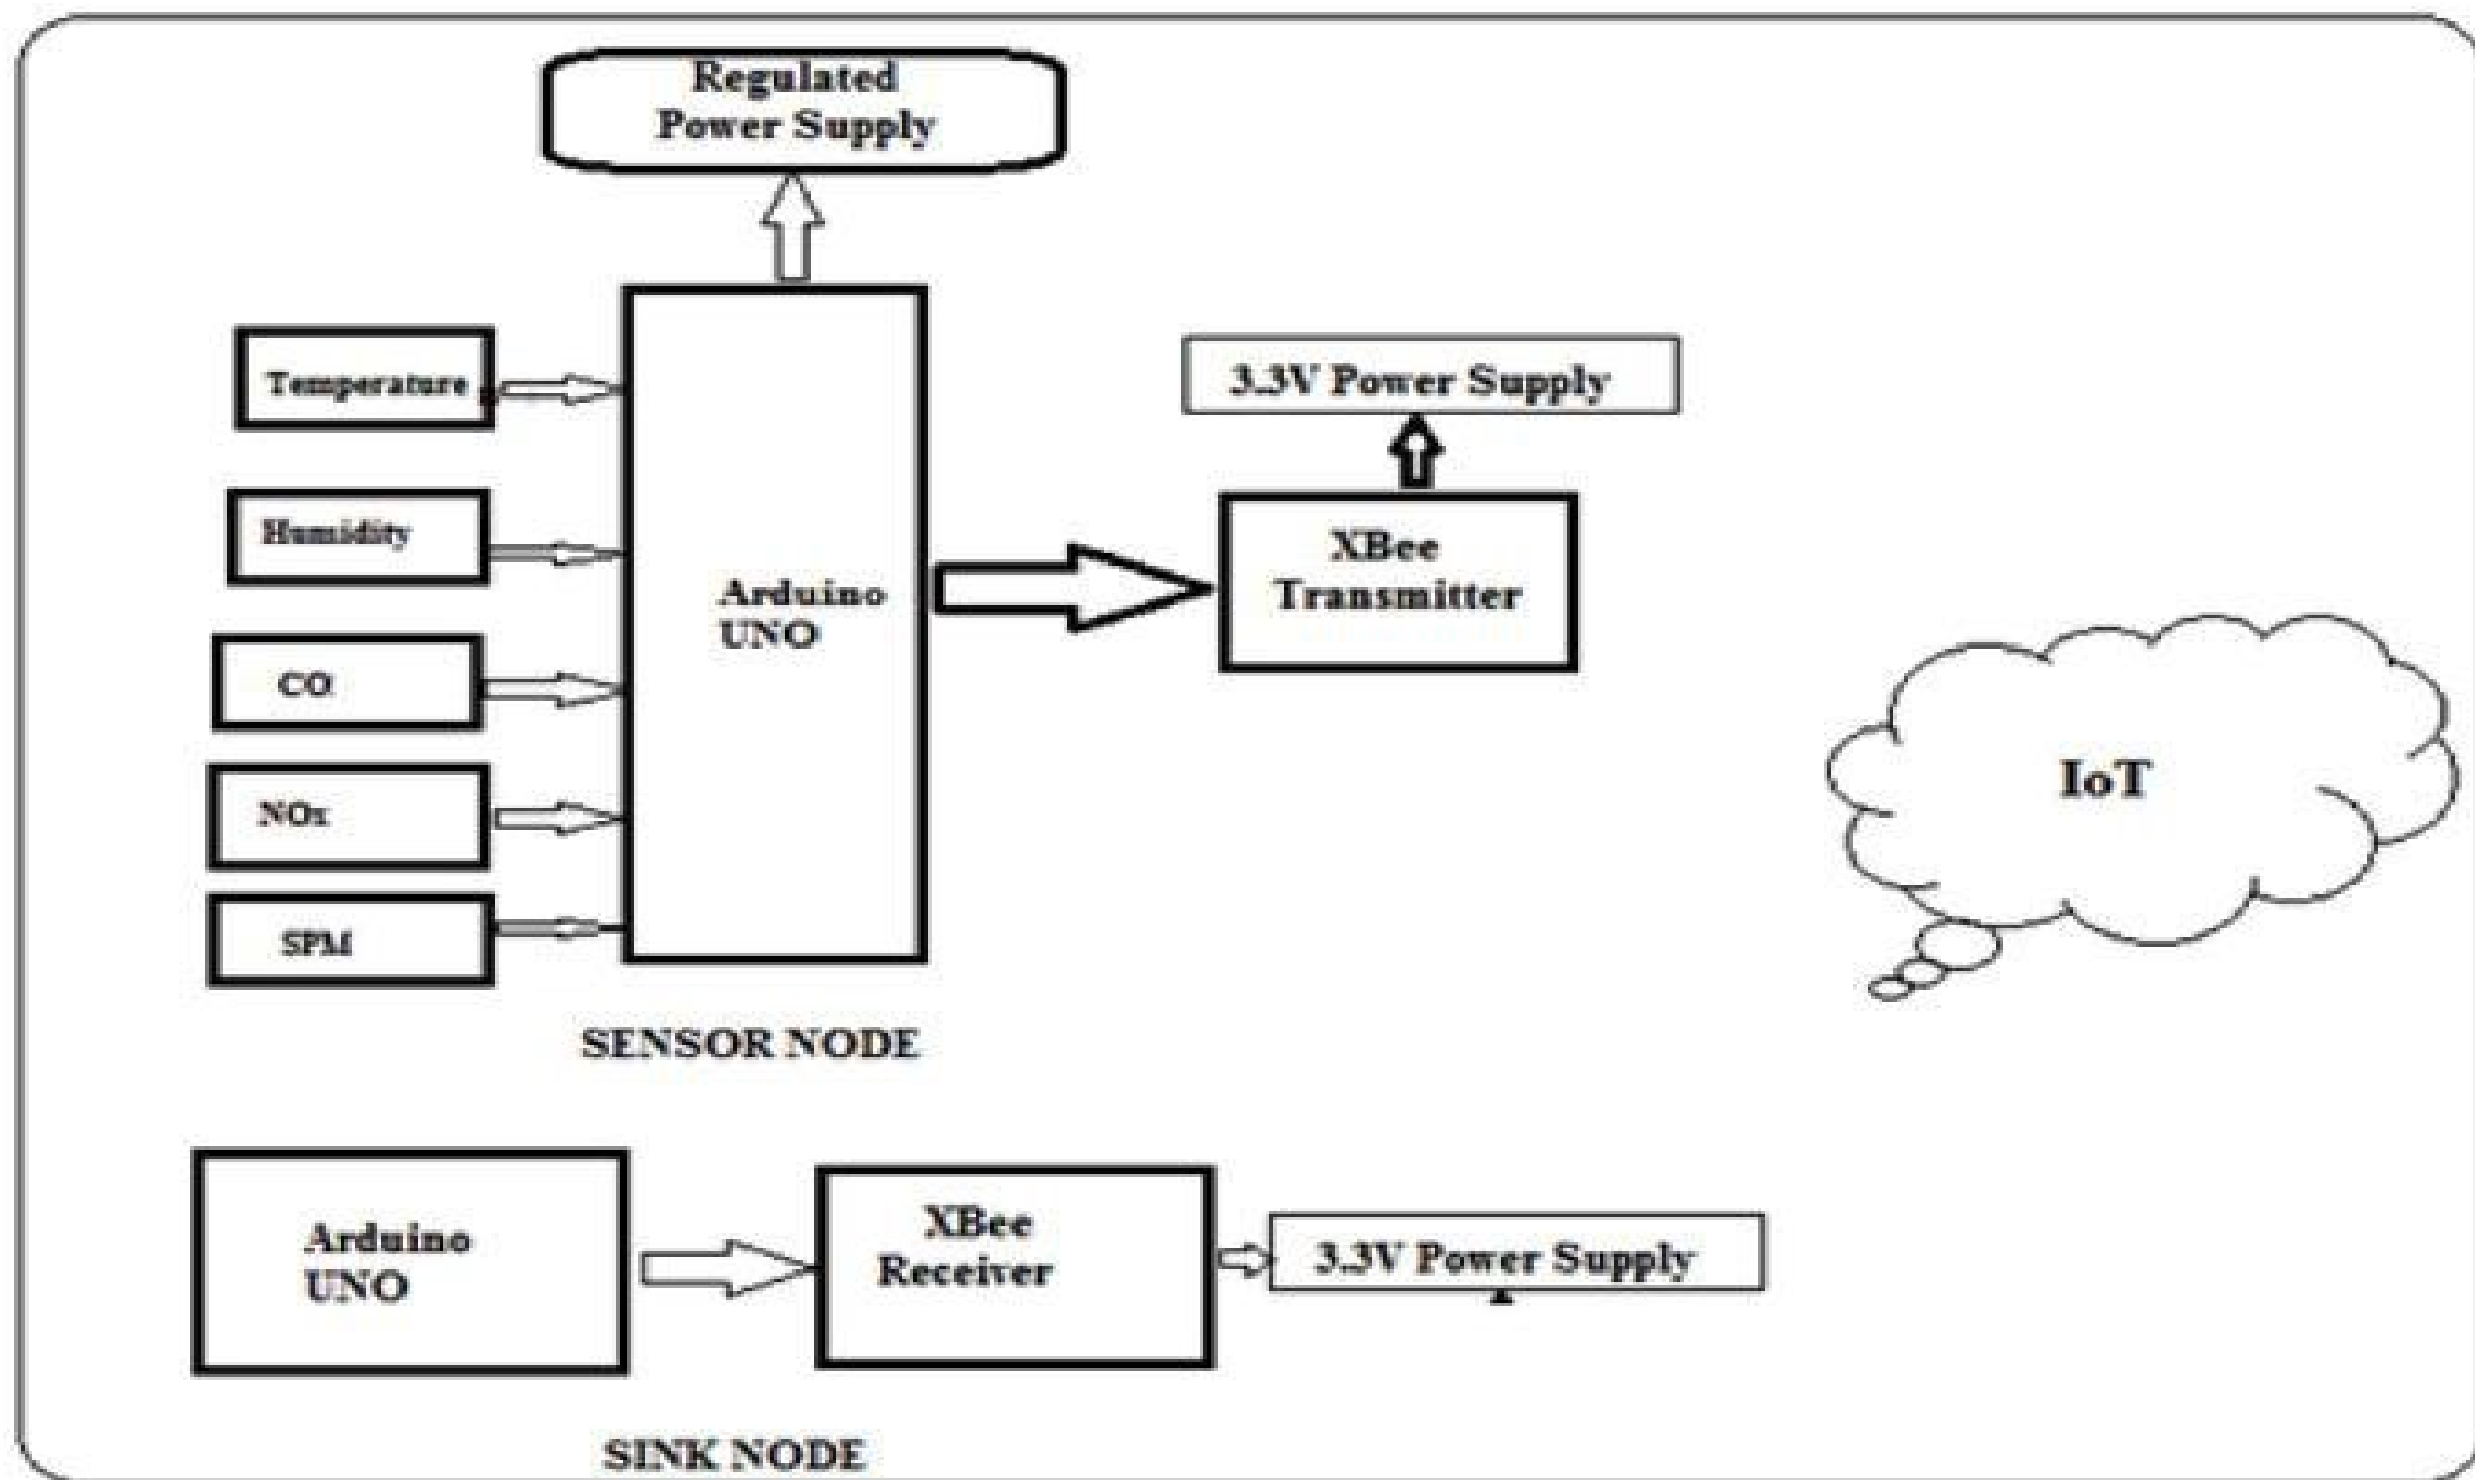 Regulated
Power Supply
Temperature
3.3V Power Supply
Humidity
XBee
Transmitter
Arduino
UNO
CO
IoT
NOx
SPM
SENSOR NODE
Arduino
UNO
XBee
Receiver
3.3V Power Supply
SINK NODE